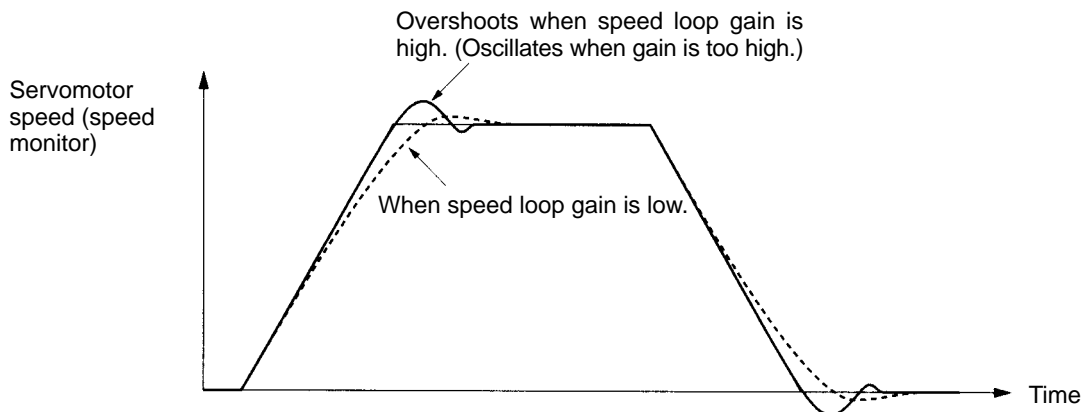 Overshoots when speed loop gain is
high. (Oscillates when gain is too high.)
Servomotor
speed (speed
monitor)
When speed loop gain is low.
Time